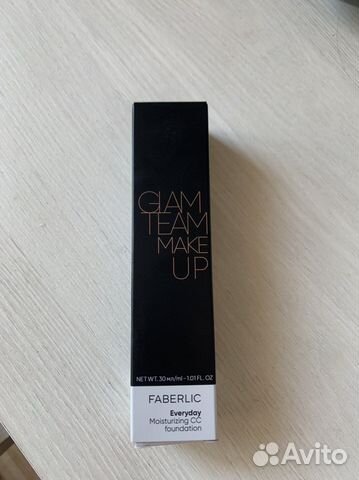 GLAM
TEAM
MAKE
UP
NET WT. 30 мл/ml - 1.01 FL. OZ
FABERLIC
Everyday
Moisturizing CC
foundation
Avito